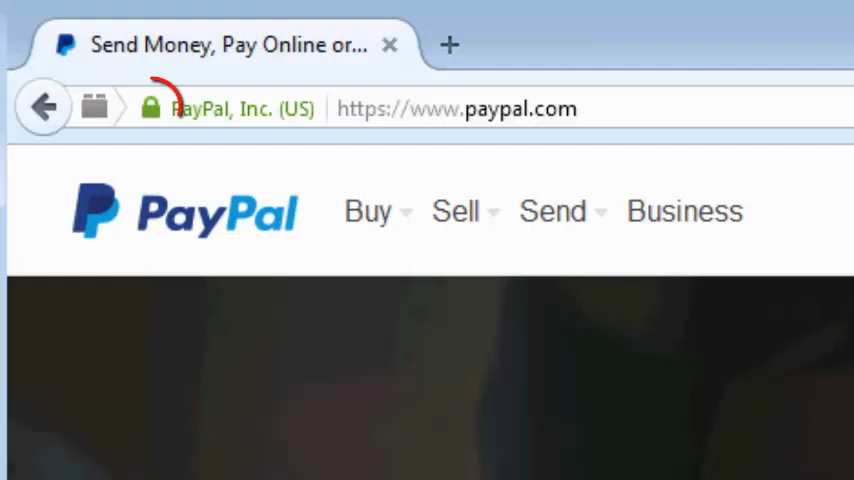 Send Money, Pay Online or...
PayPal, Inc. (US) https://www.paypal.com
PayPal Buy Sell Send Business